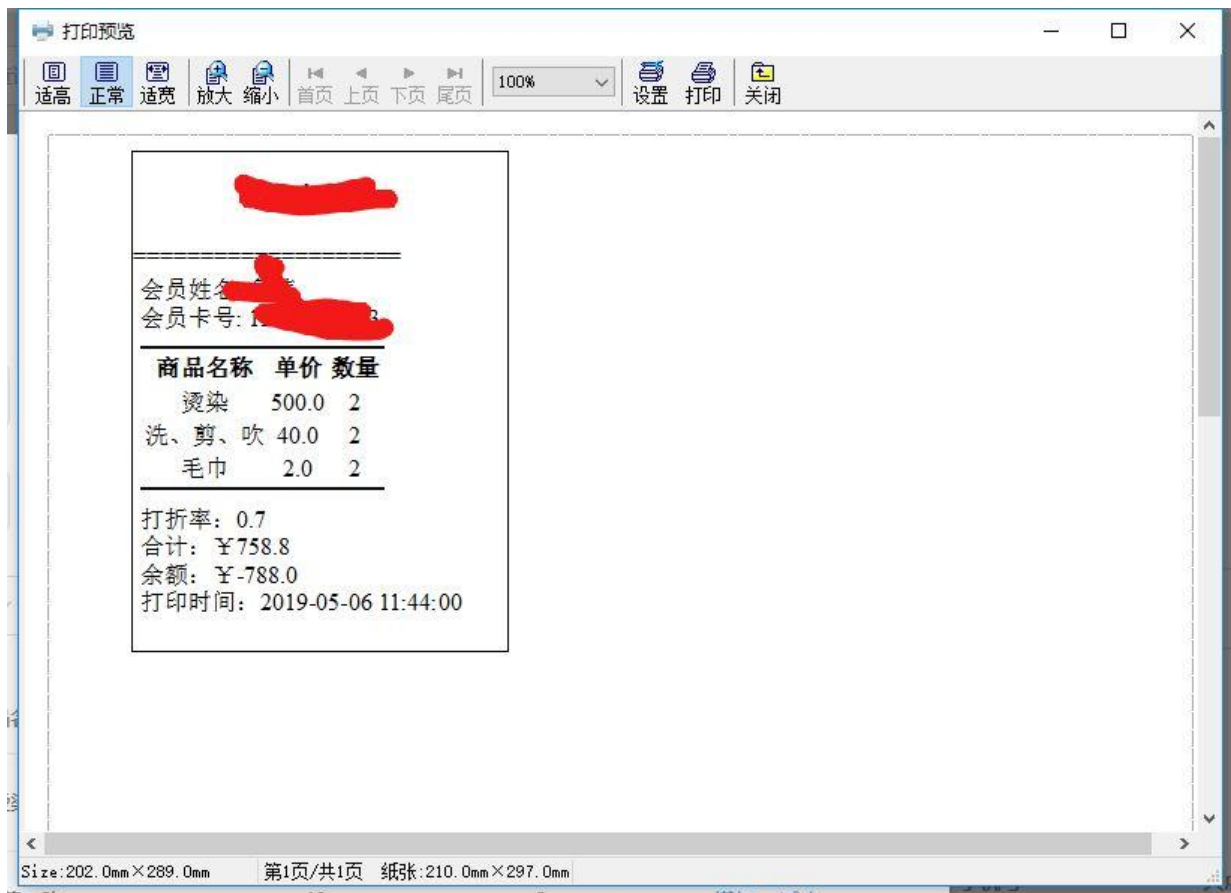 打印预览
适高 正常 适宽 放大 缩小 首页 上页 下页 尾页 100% 设置 打印 关闭
====================
会员姓名
会员卡号:
商品名称 单价 数量
烫染 500.0 2
洗、剪、吹 40.0 2
毛巾 2.0 2
打折率：0.7
合计：￥758.8
余额：￥-788.0
打印时间：2019-05-06 11:44:00
Size:202.0mm×289.0mm 第1页/共1页 纸张:210.0mm×297.0mm